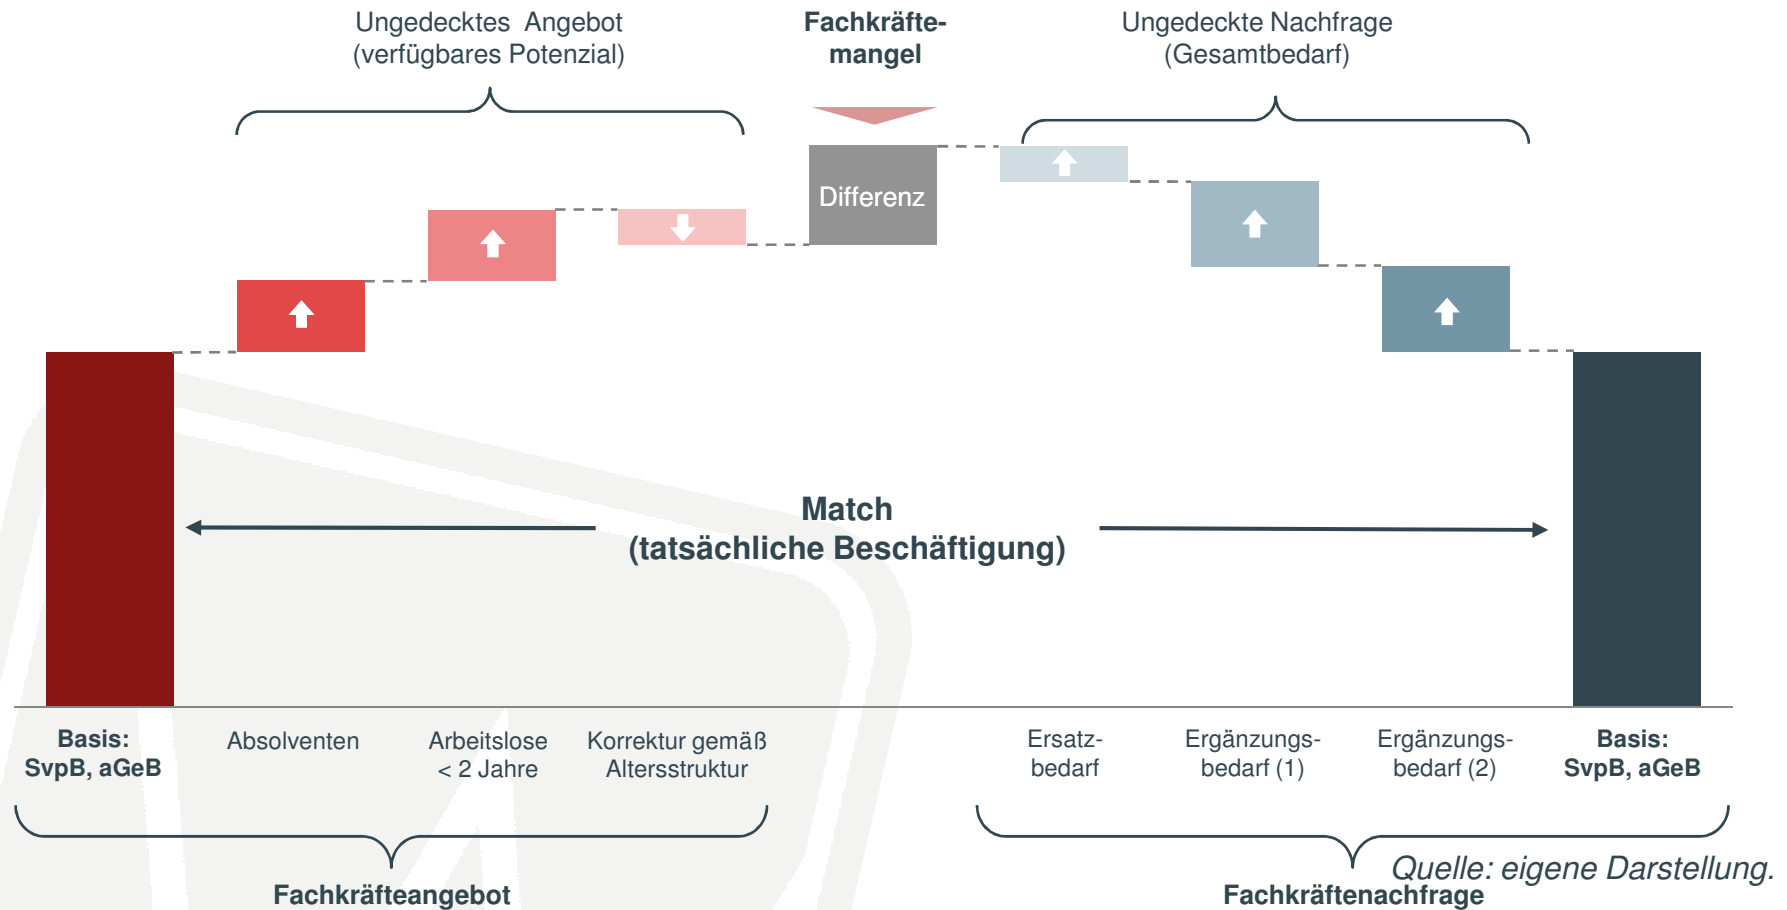 Ungedecktes Angebot
(verfügbares Potenzial)
Fachkräfte-
mangel
Ungedeckte Nachfrage
(Gesamtbedarf)
Differenz
Match
(tatsächliche Beschäftigung)
Basis:
SvpB, aGeB
Absolventen
Arbeitslose
< 2 Jahre
Korrektur gemäß
Altersstruktur
Ersatz-
bedarf
Ergänzungs-
bedarf (1)
Ergänzungs-
bedarf (2)
Basis:
SvpB, aGeB
Fachkräfteangebot
Fachkräftenachfrage
Quelle: eigene Darstellung.